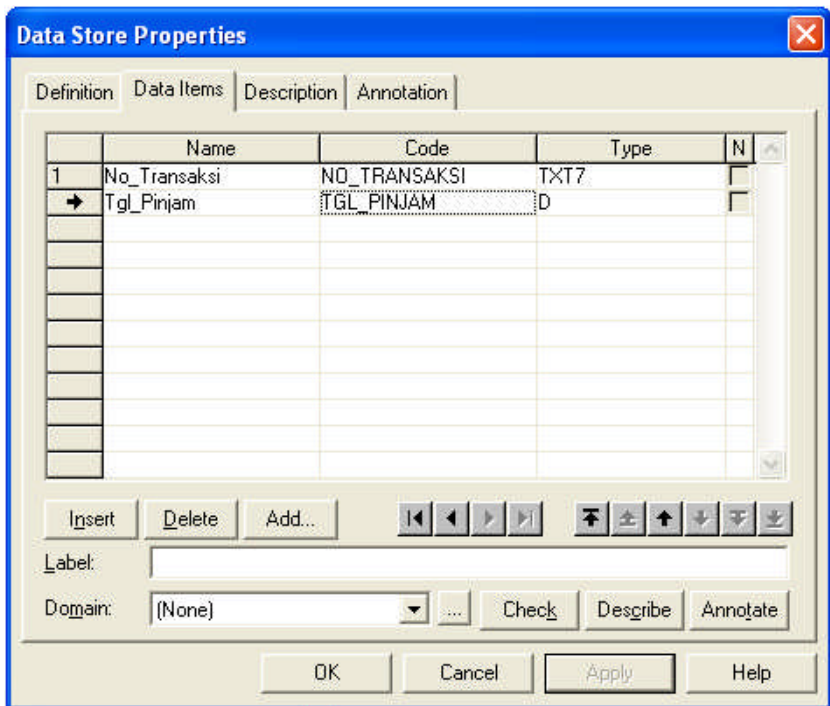 Data Store Properties
Definition Data Items Description Annotation
Name Code Type N
1 No_Transaksi NO_TRANSAKSI TXT7
Tgl_Pinjam TGL_PINJAM D
Insert Delete Add...
Label:
Domain: (None) ... Check Describe Annotate
OK Cancel Apply Help